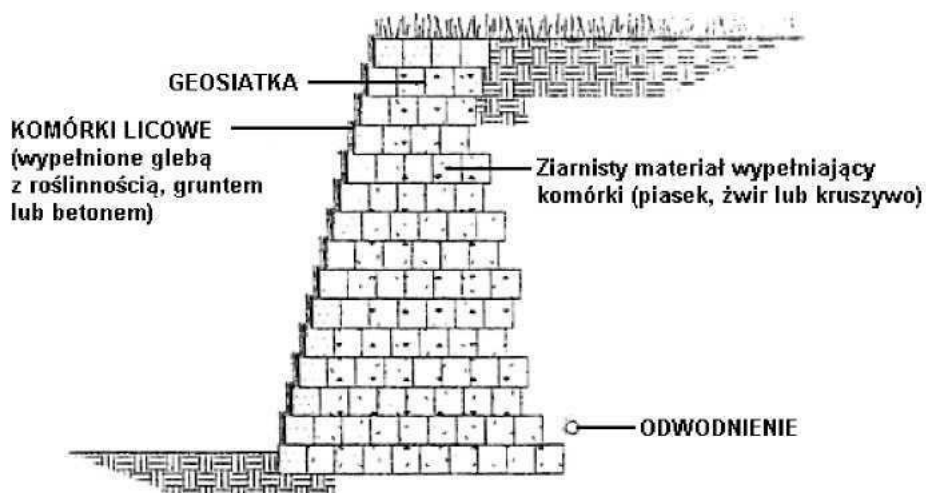 GEOSIATKA
KOMÓRKI LICOWE
(wypełnione glebą
z roślinnością, gruntem
lub betonem)
Ziarnisty materiał wypełniający
komórki (piasek, żwir lub kruszywo)
ODWODNIENIE